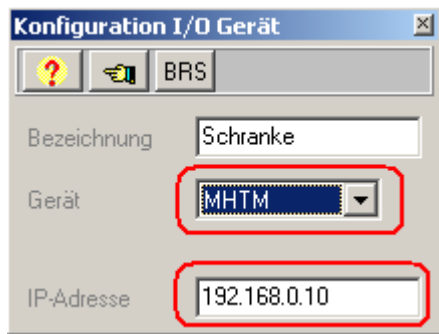 Konfiguration I/O Gerät
? BRS
Bezeichnung Schranke
Gerät MHTM
IP-Adresse 192.168.0.10